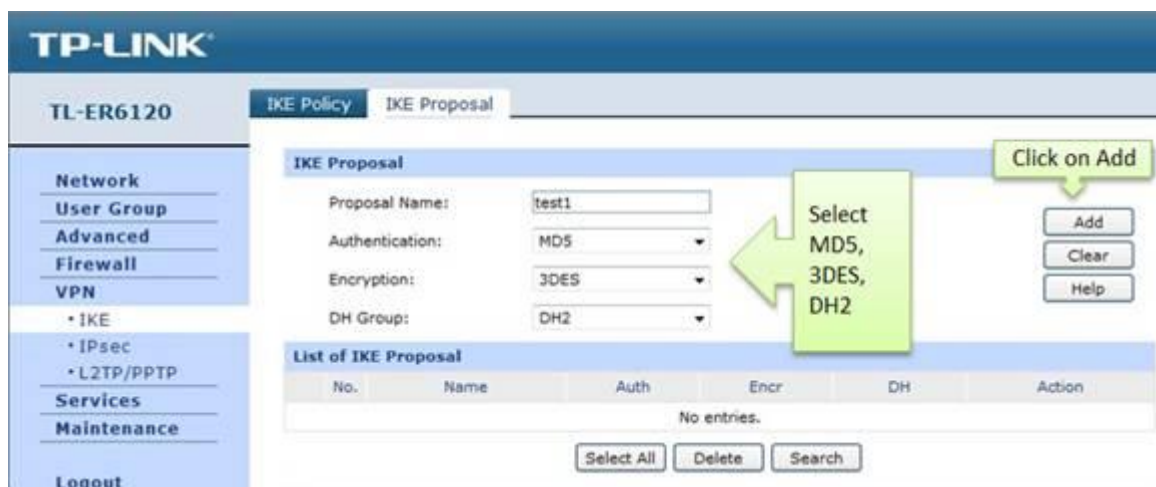 TP-LINK
TL-ER6120
IKE Policy
IKE Proposal
Network
User Group
Advanced
Firewall
VPN
• IKE
• IPsec
• L2TP/PPTP
Services
Maintenance
Logout
IKE Proposal
Proposal Name: test1
Authentication: MD5
Encryption: 3DES
DH Group: DH2
Select
MD5,
3DES,
DH2
Click on Add
Add
Clear
Help
List of IKE Proposal
No. Name Auth Encr DH Action
No entries.
Select All Delete Search